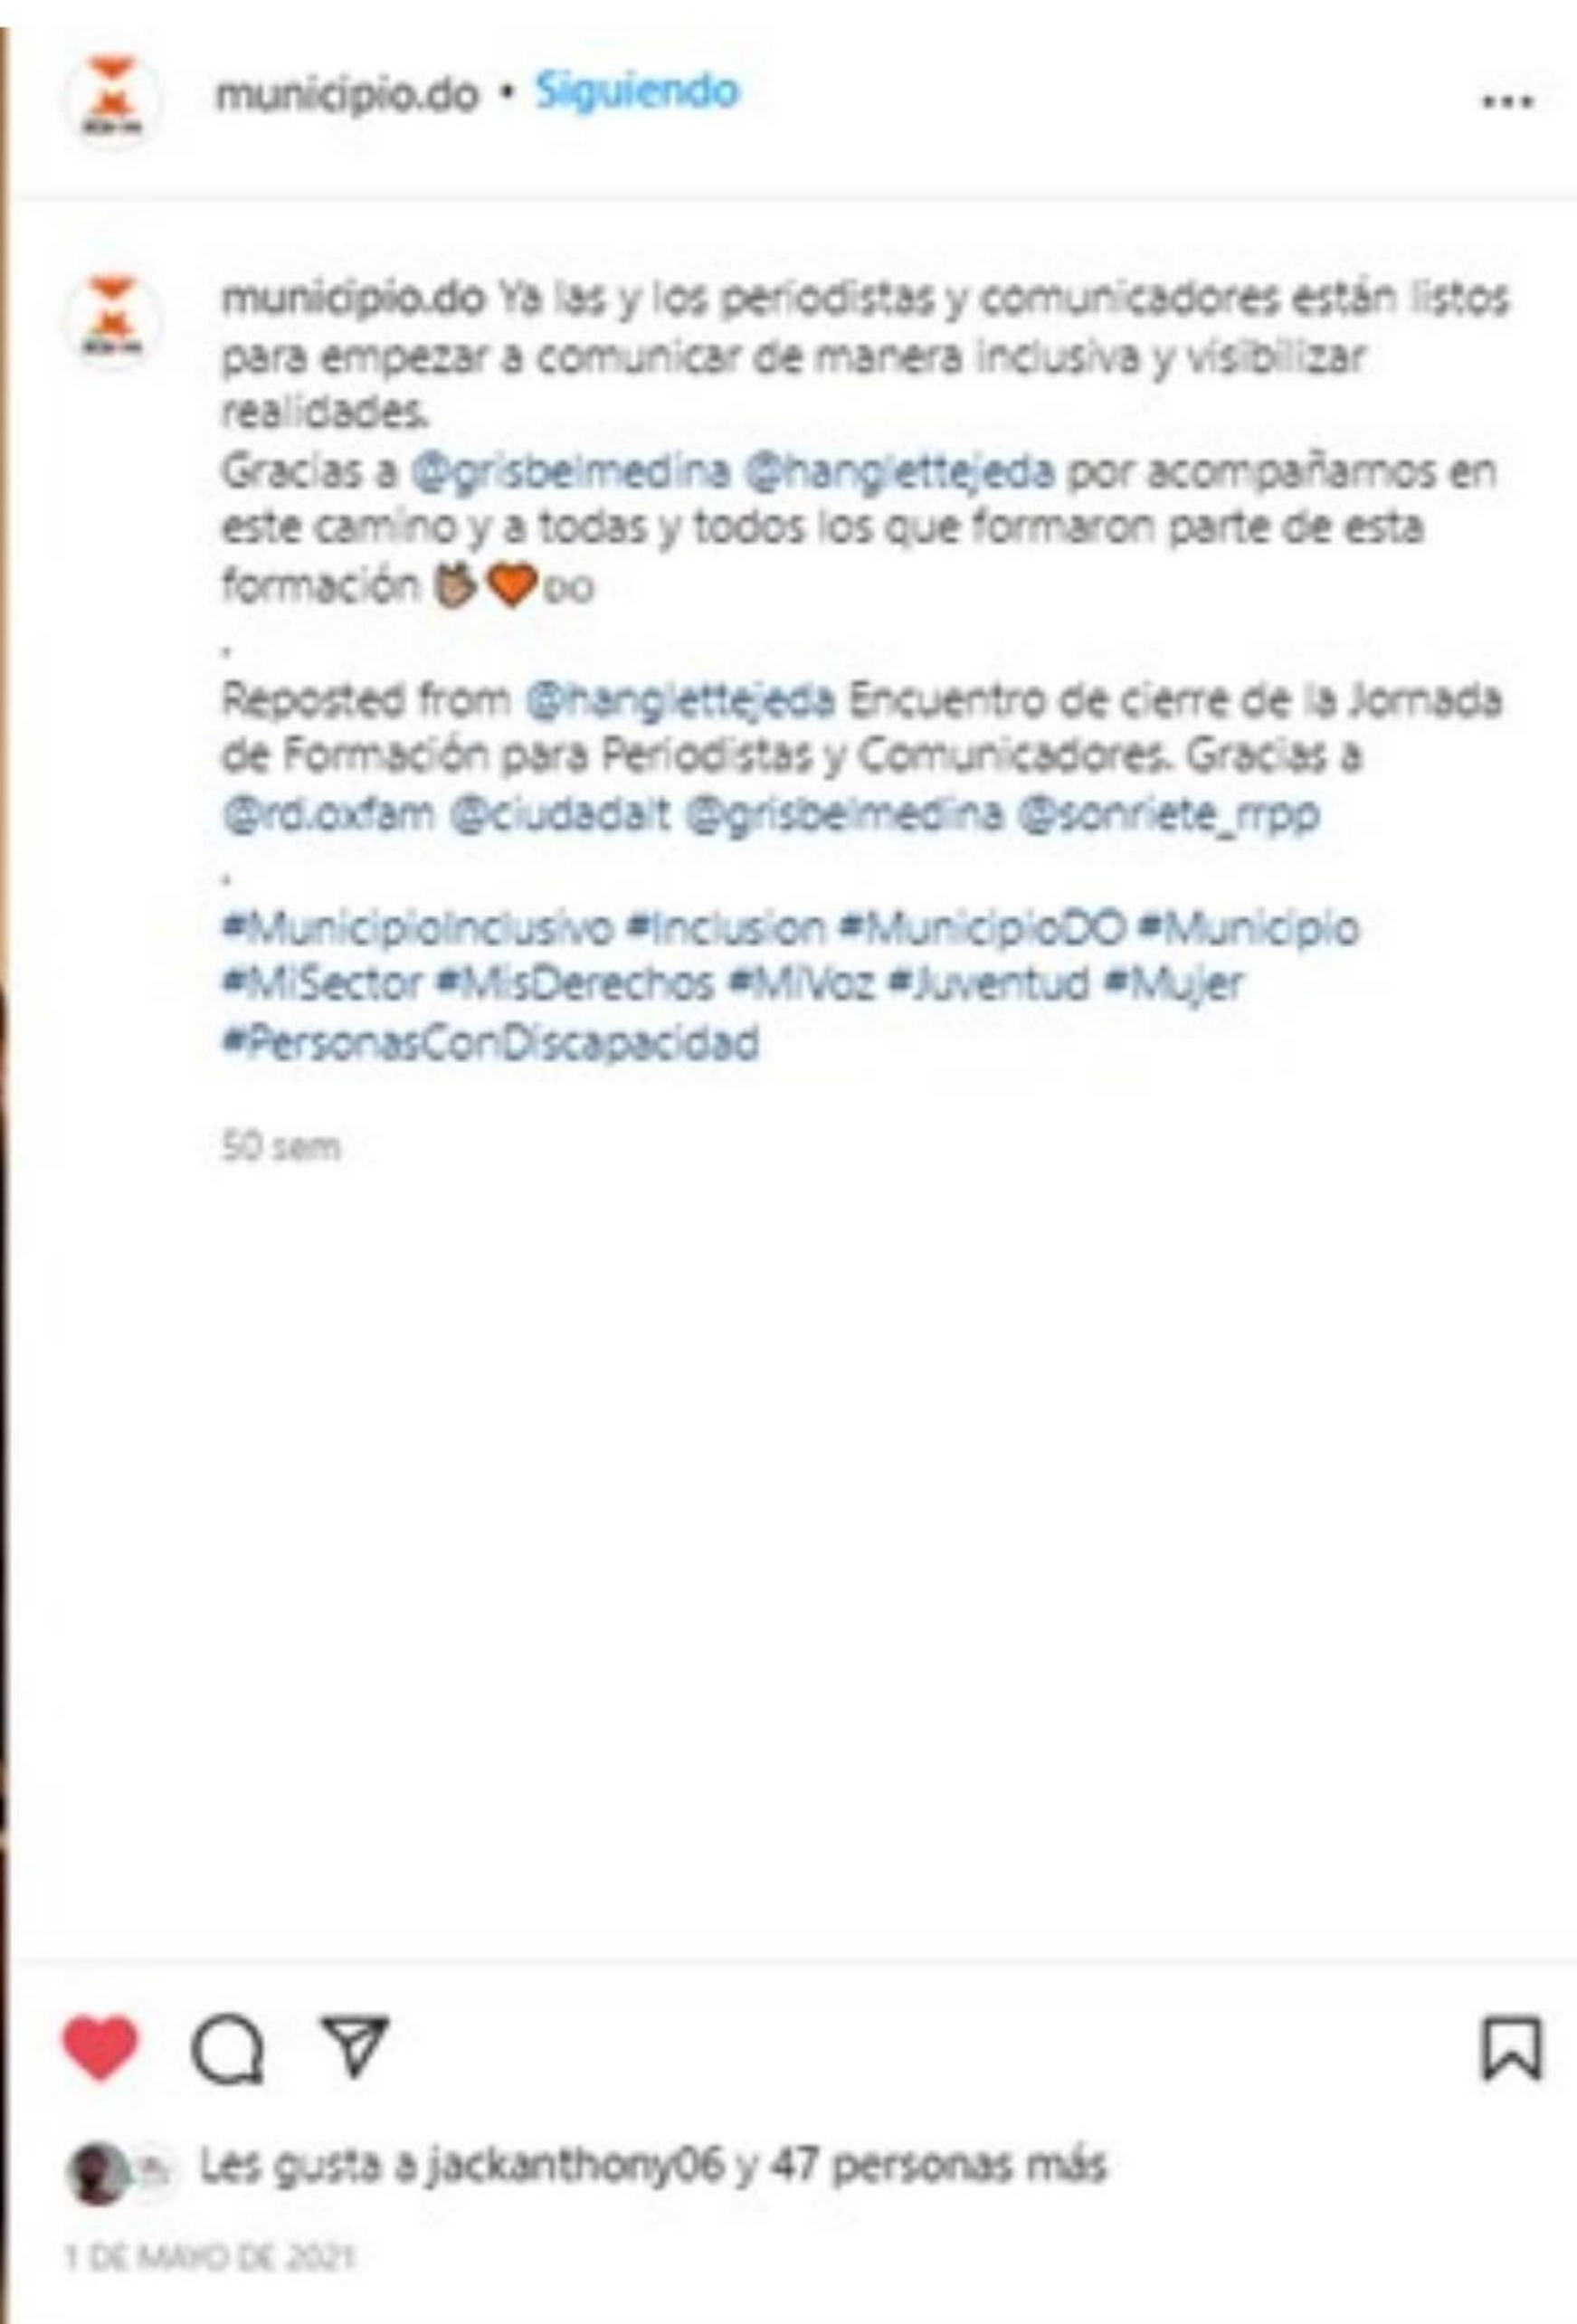 municipio.do • Siguiendo
municipio.do Ya las y los periodistas y comunicadores están listos
para empezar a comunicar de manera inclusiva y visibilizar
realidades.
Gracias a @grisbelmedina @hanglettejeda por acompañarnos en
este camino y a todas y todos los que formaron parte de esta
formación 🧡 DO
.
Reposted from @hanglettejeda Encuentro de cierre de la Jornada
de Formación para Periodistas y Comunicadores. Gracias a
@rd.oxfam @ciudadalt @grisbelmedina @sonriete_rrpp
.
#MunicipioInclusivo #Inclusion #MunicipioDO #Municipio
#MiSector #MisDerechos #MiVoz #Juventud #Mujer
#PersonasConDiscapacidad
50 sem
Les gusta a jackanthony06 y 47 personas más
1 DE MAYO DE 2021